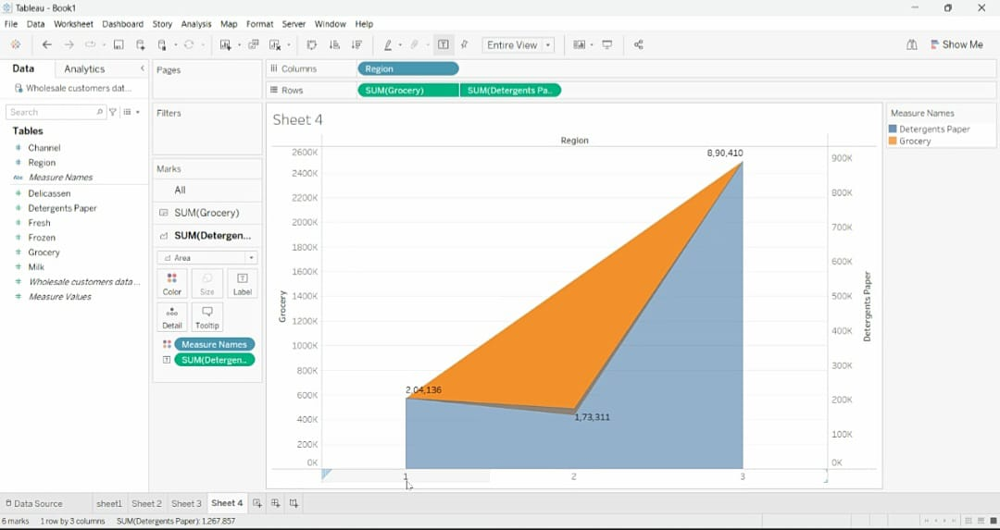 Tableau - Book1
File Data Worksheet Dashboard Story Analysis Map Format Server Window Help
Entire View
Show Me
Data Analytics
Wholesale customers dat...
Search
Tables
Channel
Region
Abc Measure Names
Delicassen
Detergents Paper
Fresh
Frozen
Grocery
Milk
Wholesale customers data ...
Measure Values
Pages
Filters
Marks
All
SUM(Grocery)
SUM(Detergen...
Area
Color Size Label
Detail Tooltip
Measure Names
SUM(Detergen..
Columns Region
Rows SUM(Grocery) SUM(Detergents Pa..
Sheet 4
Region
2600K
2400K
2200K
2000K
1800K
1600K
1400K
1200K
1000K
800K
600K
400K
200K
0K
Grocery
8,90,410
2,04,136
1,73,311
900K
800K
700K
600K
500K
400K
300K
200K
100K
0K
Detergents Paper
1 2 3
Measure Names
Detergents Paper
Grocery
Data Source sheet1 Sheet 2 Sheet 3 Sheet 4
6 marks 1 row by 3 columns SUM(Detergents Paper): 1,267,857